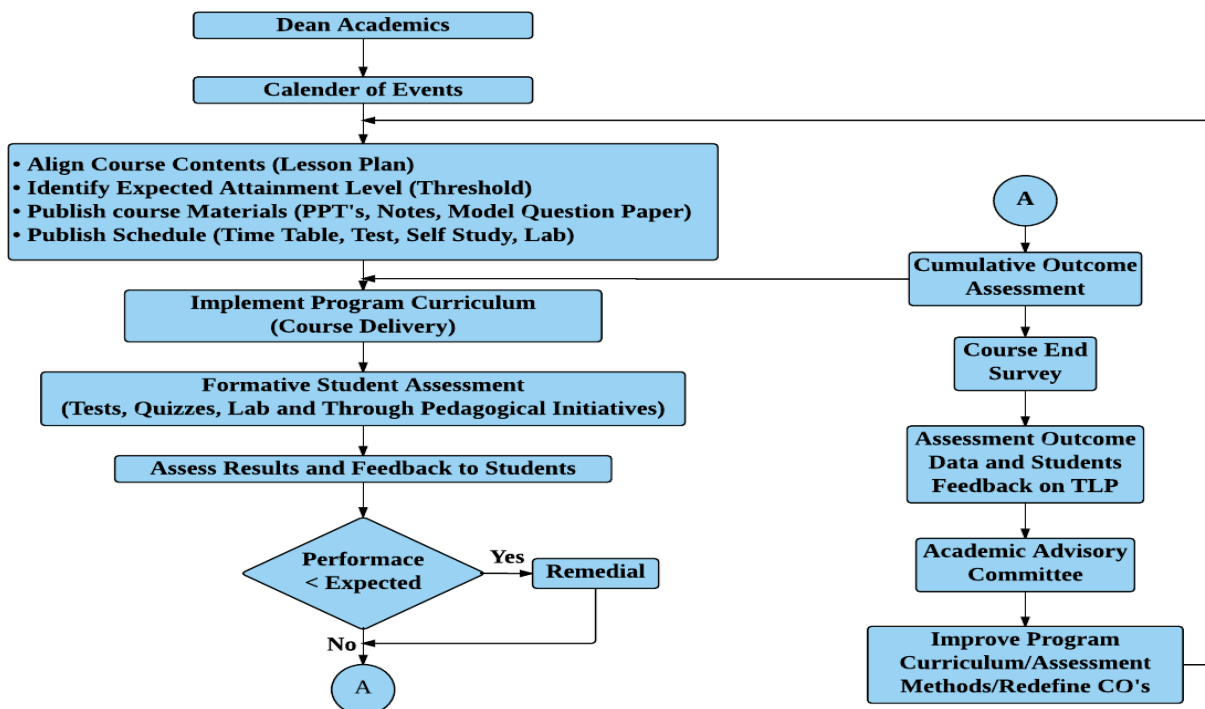 Dean Academics
Calender of Events
• Align Course Contents (Lesson Plan)
• Identify Expected Attainment Level (Threshold)
• Publish course Materials (PPT's, Notes, Model Question Paper)
• Publish Schedule (Time Table, Test, Self Study, Lab)
Implement Program Curriculum
(Course Delivery)
Formative Student Assessment
(Tests, Quizzes, Lab and Through Pedagogical Initiatives)
Assess Results and Feedback to Students
Performace
< Expected
Yes
Remedial
No
A
A
Cumulative Outcome
Assessment
Course End
Survey
Assessment Outcome
Data and Students
Feedback on TLP
Academic Advisory
Committee
Improve Program
Curriculum/Assessment
Methods/Redefine CO's